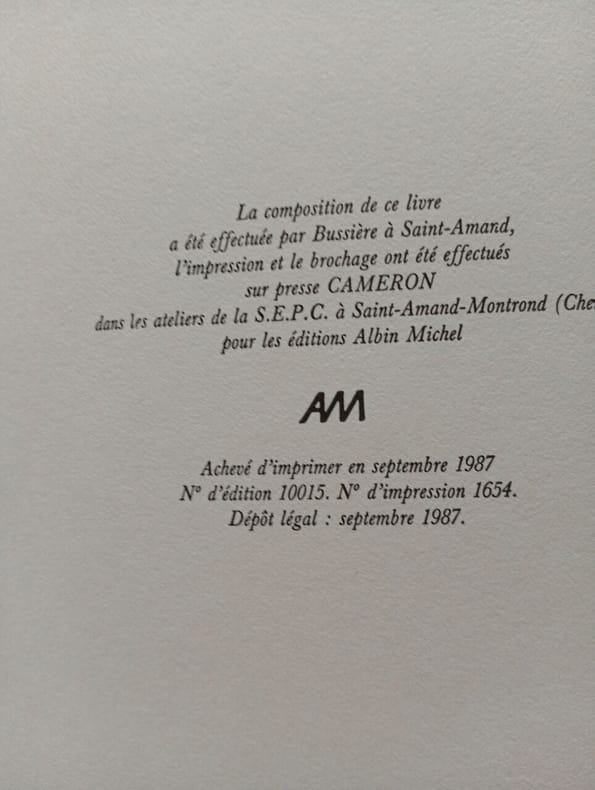 La composition de ce livre
a été effectuée par Bussière à Saint-Amand,
l'impression et le brochage ont été effectués
sur presse CAMERON
dans les ateliers de la S.E.P.C. à Saint-Amand-Montrond (Che
pour les éditions Albin Michel
AM
Achevé d'imprimer en septembre 1987
N° d'édition 10015. N° d'impression 1654.
Dépôt légal : septembre 1987.